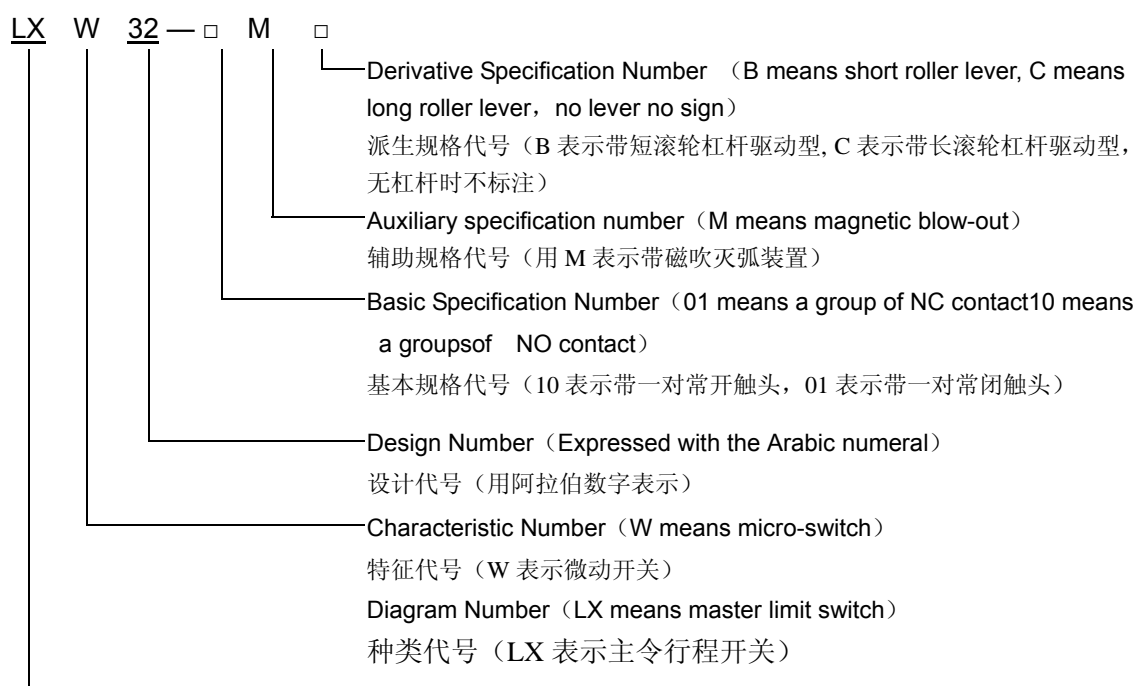 LX W 32 — □ M □
Derivative Specification Number （B means short roller lever, C means
long roller lever，no lever no sign）
派生规格代号（B 表示带短滚轮杠杆驱动型, C 表示带长滚轮杠杆驱动型，
无杠杆时不标注）
Auxiliary specification number（M means magnetic blow-out）
辅助规格代号（用 M 表示带磁吹灭弧装置）
Basic Specification Number（01 means a group of NC contact10 means
a groupsof NO contact）
基本规格代号（10 表示带一对常开触头，01 表示带一对常闭触头）
Design Number（Expressed with the Arabic numeral）
设计代号（用阿拉伯数字表示）
Characteristic Number（W means micro-switch）
特征代号（W 表示微动开关）
Diagram Number（LX means master limit switch）
种类代号（LX 表示主令行程开关）